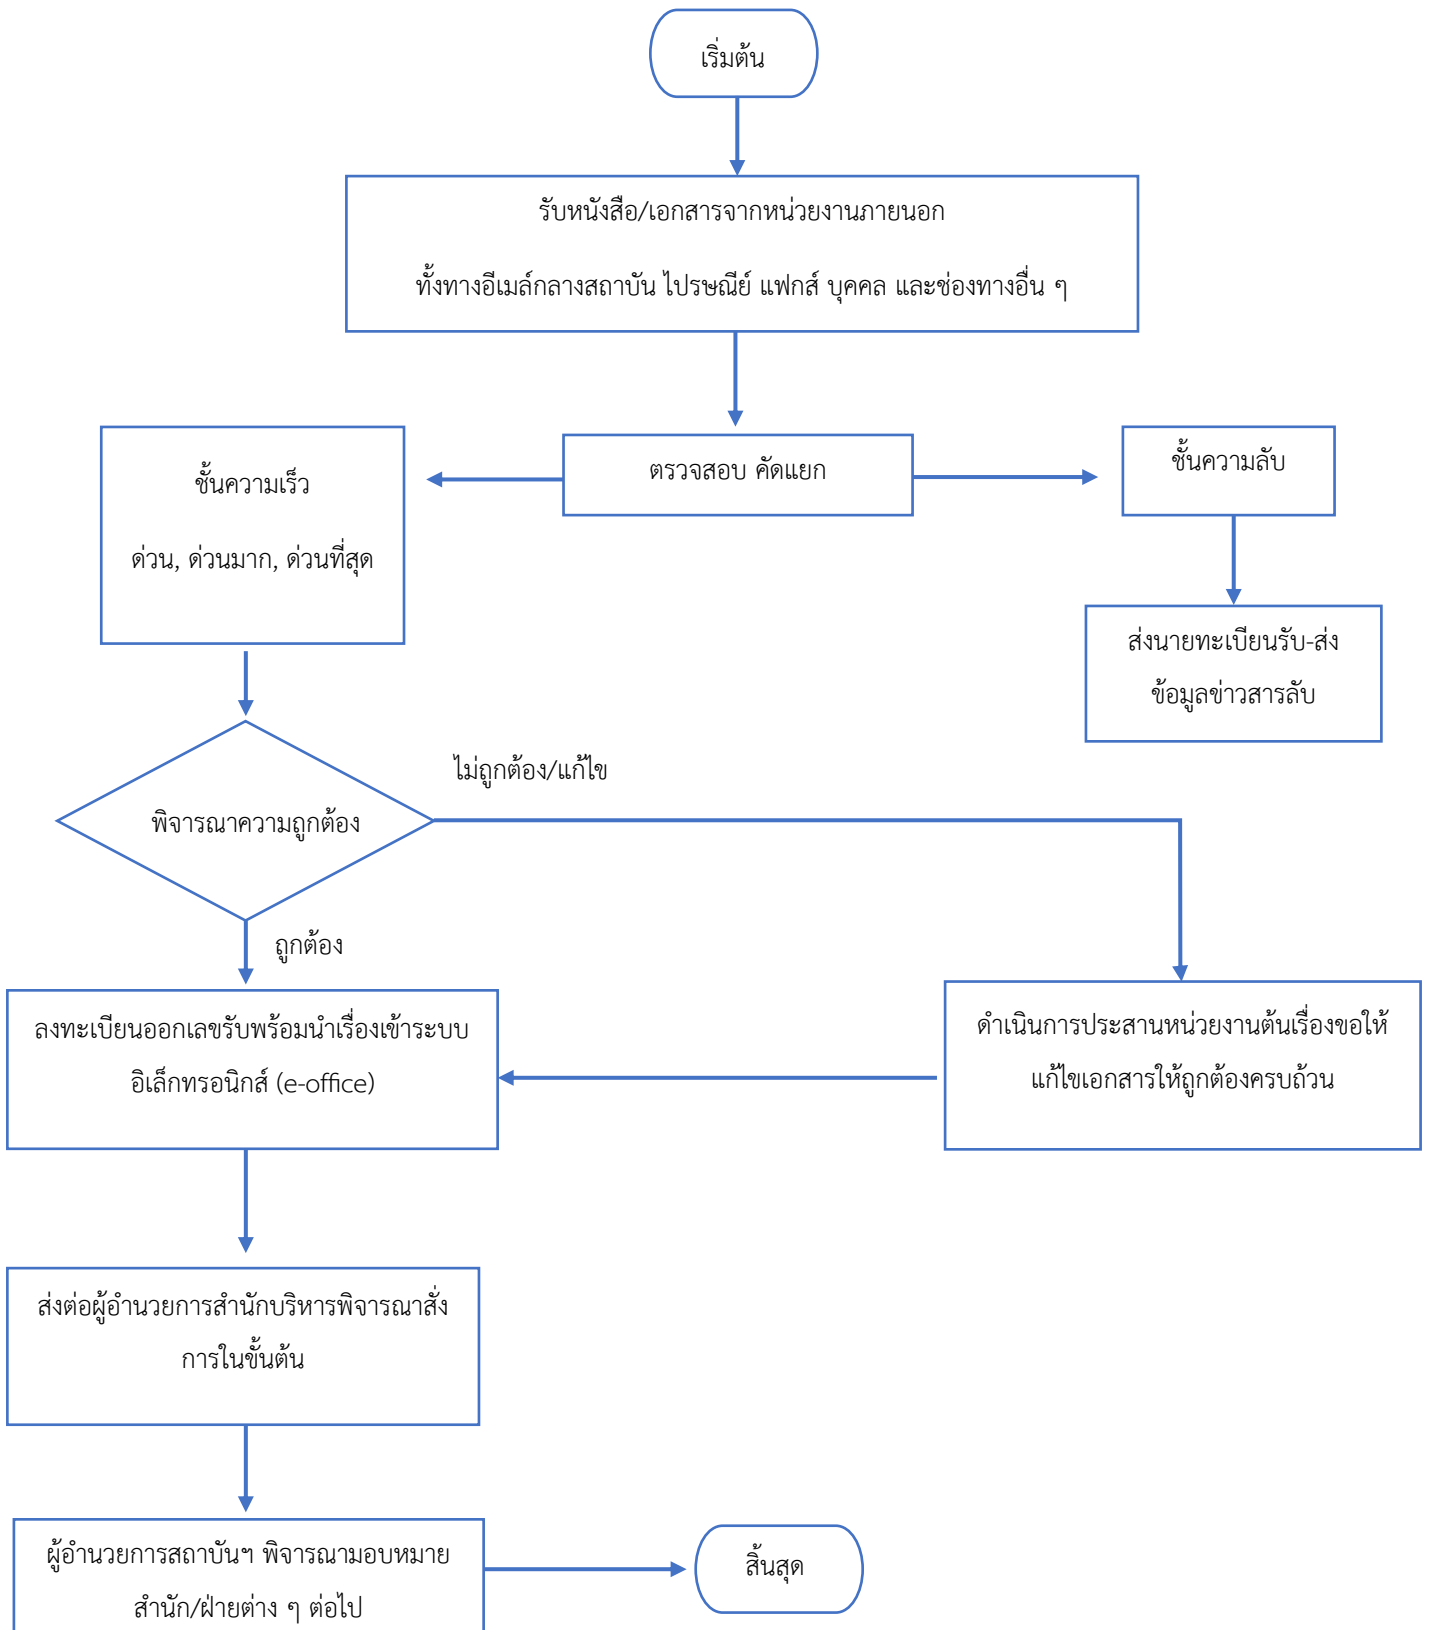 เริ่มต้น
รับหนังสือ/เอกสารจากหน่วยงานภายนอก
ทั้งทางอีเมล์กลางสถาบัน ไปรษณีย์ แฟกส์ บุคคล และช่องทางอื่น ๆ
ตรวจสอบ คัดแยก
ชั้นความเร็ว
ด่วน, ด่วนมาก, ด่วนที่สุด
ชั้นความลับ
ส่งนายทะเบียนรับ-ส่ง
ข้อมูลข่าวสารลับ
พิจารณาความถูกต้อง
ไม่ถูกต้อง/แก้ไข
ถูกต้อง
ลงทะเบียนออกเลขรับพร้อมนำเรื่องเข้าระบบ
อิเล็กทรอนิกส์ (e-office)
ดำเนินการประสานหน่วยงานต้นเรื่องขอให้
แก้ไขเอกสารให้ถูกต้องครบถ้วน
ส่งต่อผู้อำนวยการสำนักบริหารพิจารณาสั่ง
การในขั้นต้น
ผู้อำนวยการสถาบันฯ พิจารณามอบหมาย
สำนัก/ฝ่ายต่าง ๆ ต่อไป
สิ้นสุด